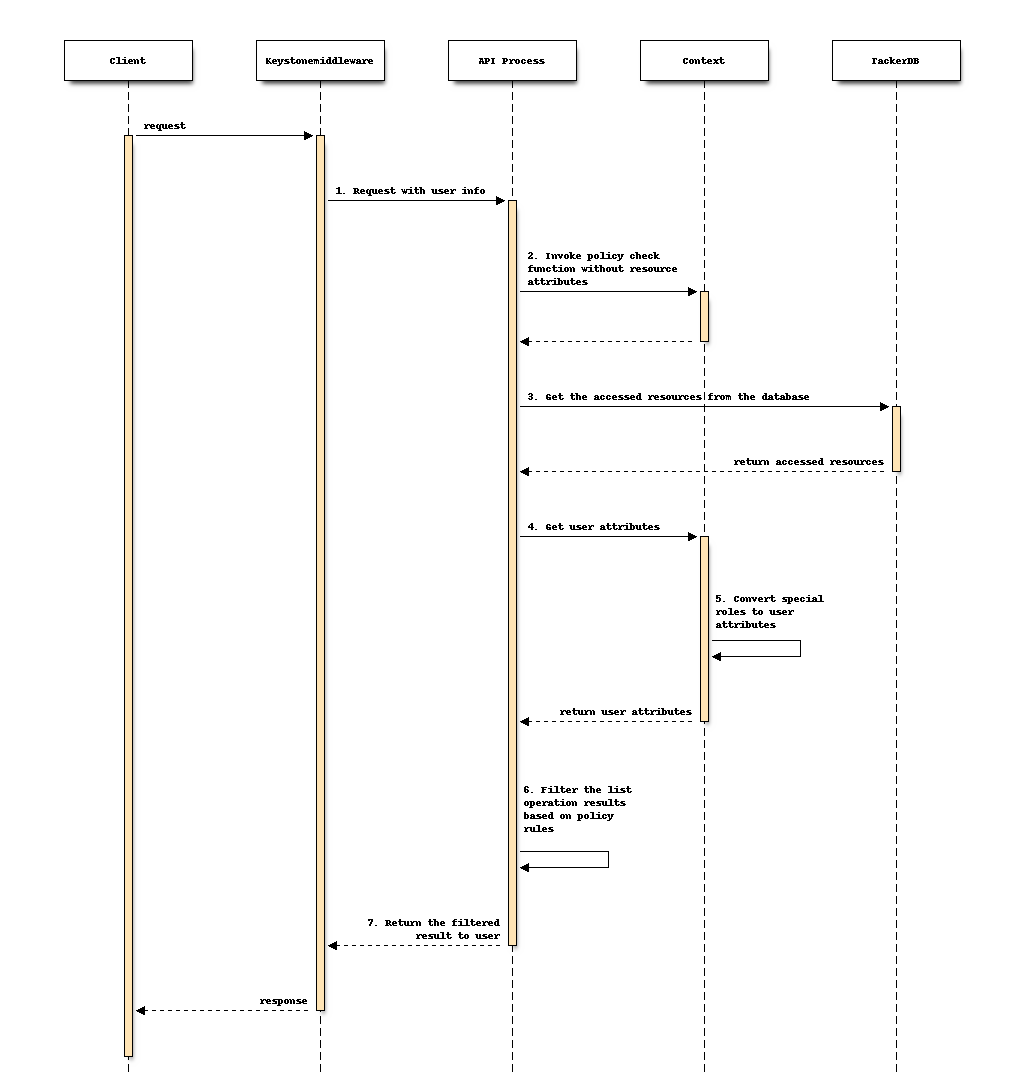 Client
Keystonemiddleware
API Process
Context
TackerDB
request
1. Request with user info
2. Invoke policy check
function without resource
attributes
3. Get the accessed resources from the database
return accessed resources
4. Get user attributes
5. Convert special
roles to user
attributes
return user attributes
6. Filter the list
operation results
based on policy
rules
7. Return the filtered
result to user
response